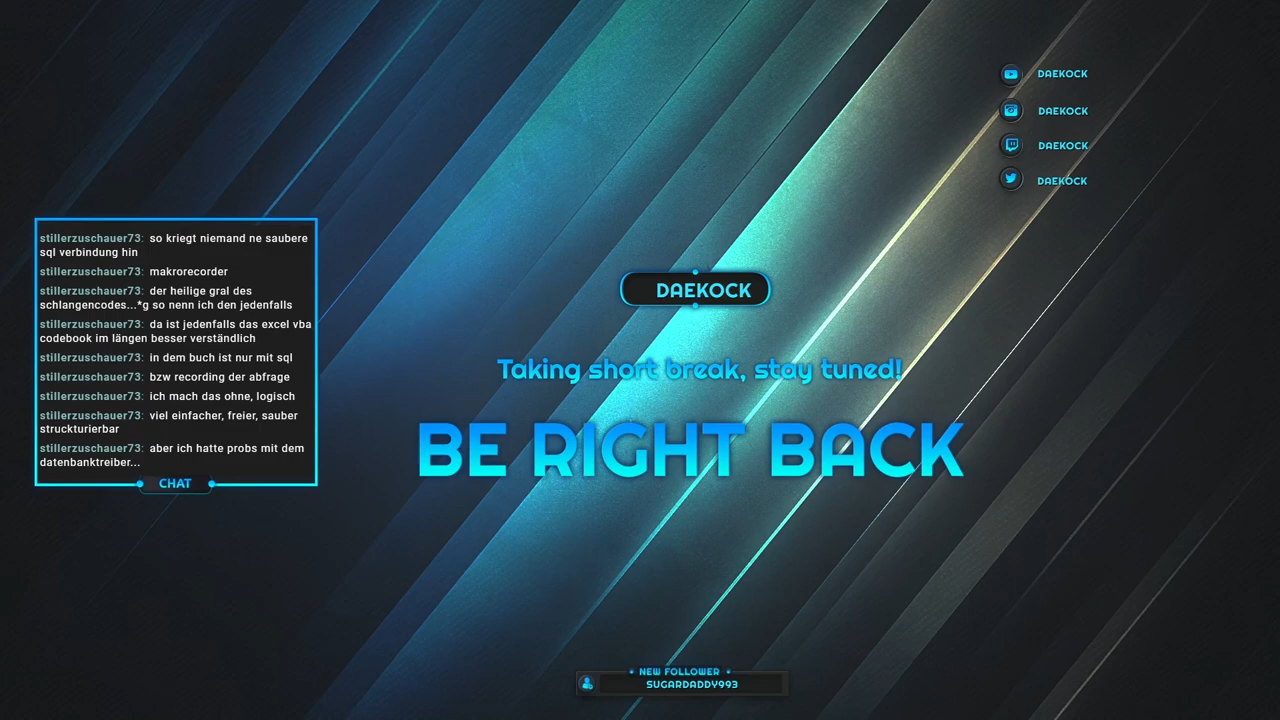 DAEKOCK
DAEKOCK
DAEKOCK
DAEKOCK
stillerzuschauer73: so kriegt niemand ne saubere
sql verbindung hin
stillerzuschauer73: makrorecorder
stillerzuschauer73: der heilige gral des
schlangencodes...*g so nenn ich den jedenfalls
stillerzuschauer73: da ist jedenfalls das excel vba
codebook im längen besser verständlich
stillerzuschauer73: in dem buch ist nur mit sql
stillerzuschauer73: bzw recording der abfrage
stillerzuschauer73: ich mach das ohne, logisch
stillerzuschauer73: viel einfacher, freier, sauber
struckturierbar
stillerzuschauer73: aber ich hatte probs mit dem
datenbanktreiber...
CHAT
DAEKOCK
Taking short break, stay tuned!
BE RIGHT BACK
NEW FOLLOWER
SUGARDADDY993